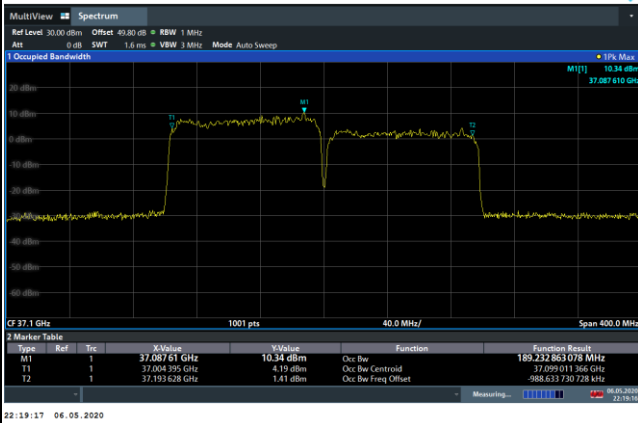 MultiView Spectrum
Ref Level 30.00 dBm Offset 49.80 dB RBW 1 MHz
Att 0 dB SWT 1.6 ms VBW 3 MHz Mode Auto Sweep
1 Occupied Bandwidth 1Pk Max
M1[1] 10.34 dBm
37.087 610 GHz
20 dBm
M1
10 dBm
T1
T2
0 dBm
-10 dBm
-20 dBm
-30 dBm
-40 dBm
-50 dBm
-60 dBm
CF 37.1 GHz 1001 pts 40.0 MHz/ Span 400.0 MHz
2 Marker Table
Type Ref Trc X-Value Y-Value Function Function Result
M1 1 37.087 61 GHz 10.34 dBm Occ Bw 189.232 863 078 MHz
T1 1 37.004 395 GHz 4.19 dBm Occ Bw Centroid 37.099 011 366 GHz
T2 1 37.193 628 GHz 1.41 dBm Occ Bw Freq Offset -988.633 730 728 kHz
Measuring... 06.05.2020
22:19:16
22:19:17 06.05.2020